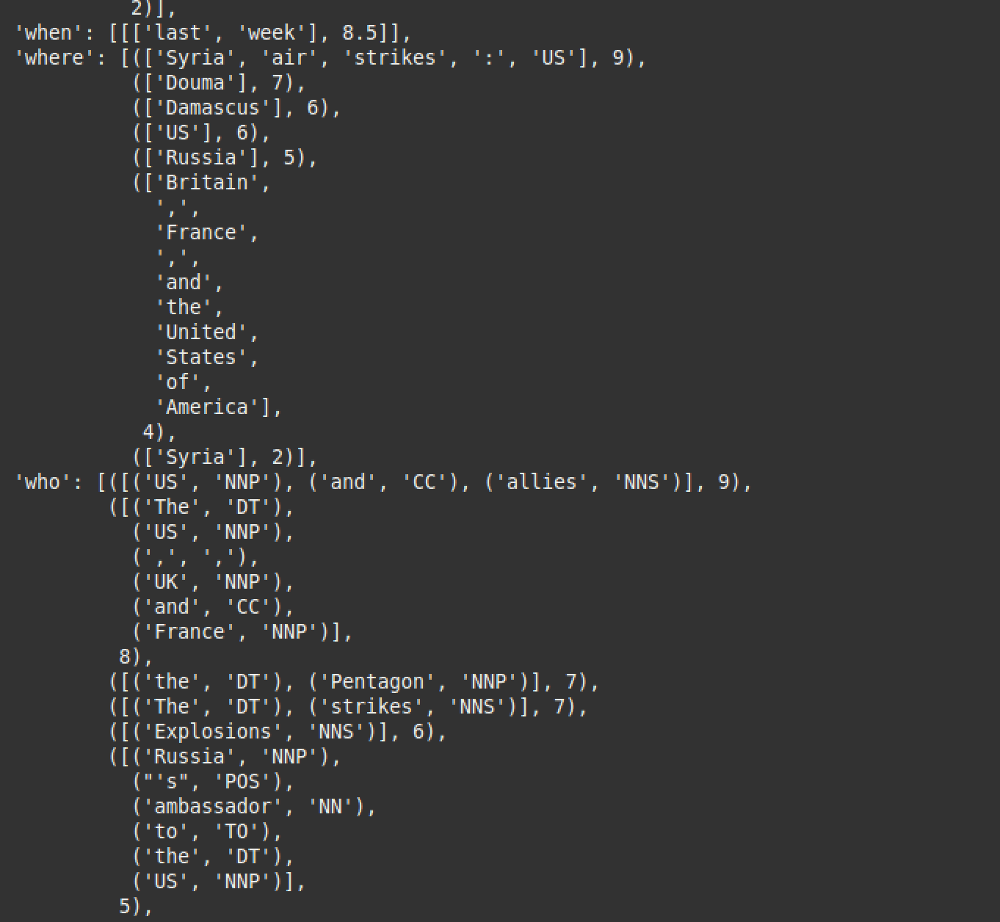 2)],
'when': [[['last', 'week'], 8.5]],
'where': [(['Syria', 'air', 'strikes', ':', 'US'], 9),
          (['Douma'], 7),
          (['Damascus'], 6),
          (['US'], 6),
          (['Russia'], 5),
          (['Britain',
            ',',
            'France',
            ',',
            'and',
            'the',
            'United',
            'States',
            'of',
            'America'],
           4),
          (['Syria'], 2)],
'who': [([('US', 'NNP'), ('and', 'CC'), ('allies', 'NNS')], 9),
        ([('The', 'DT'),
          ('US', 'NNP'),
          (',', ','),
          ('UK', 'NNP'),
          ('and', 'CC'),
          ('France', 'NNP')],
         8),
        ([('the', 'DT'), ('Pentagon', 'NNP')], 7),
        ([('The', 'DT'), ('strikes', 'NNS')], 7),
        ([('Explosions', 'NNS')], 6),
        ([('Russia', 'NNP'),
          ("'s", 'POS'),
          ('ambassador', 'NN'),
          ('to', 'TO'),
          ('the', 'DT'),
          ('US', 'NNP')],
         5),